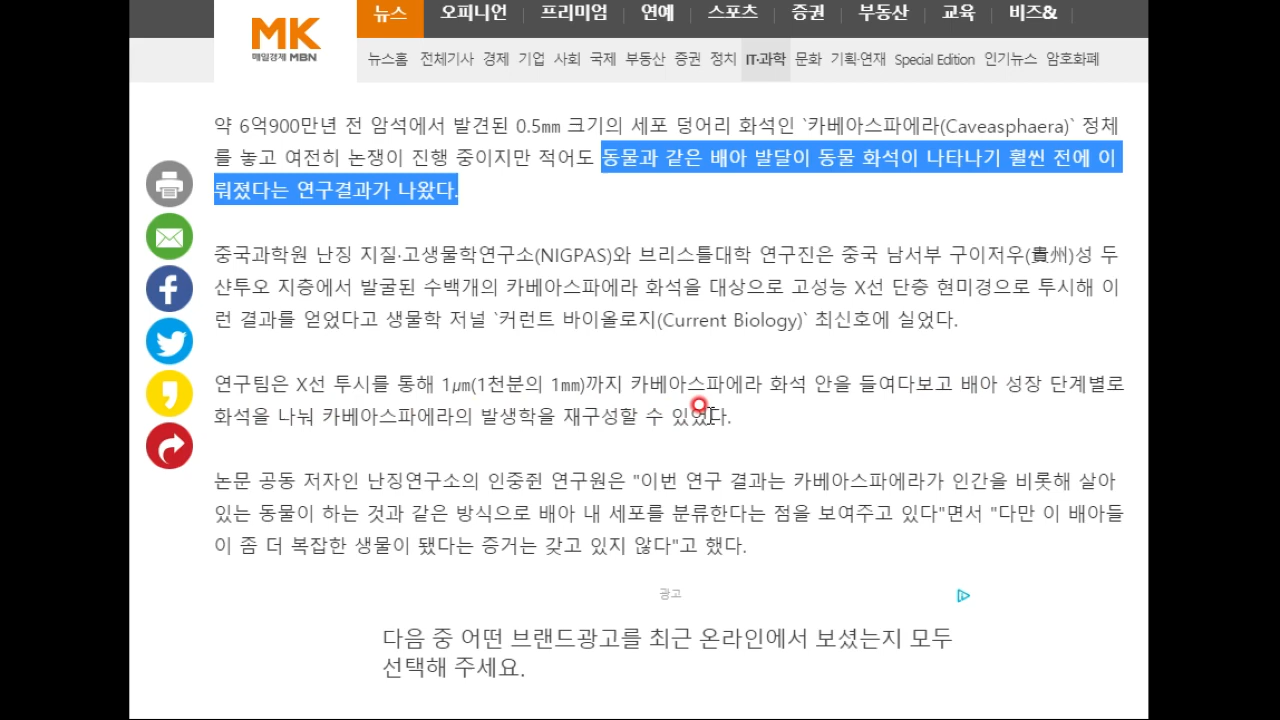 뉴스 오피니언 프리미엄 연예 스포츠 증권 부동산 교육 비즈&
MK
매일경제 MBN
뉴스홈 전체기사 경제 기업 사회 국제 부동산 증권 정치 IT·과학 문화 기획·연재 Special Edition 인기뉴스 암호화폐
약 6억900만년 전 암석에서 발견된 0.5㎜ 크기의 세포 덩어리 화석인 `카베아스파에라(Caveasphaera)` 정체
를 놓고 여전히 논쟁이 진행 중이지만 적어도 동물과 같은 배아 발달이 동물 화석이 나타나기 훨씬 전에 이
뤄졌다는 연구결과가 나왔다.
중국과학원 난징 지질·고생물학연구소(NIGPAS)와 브리스틀대학 연구진은 중국 남서부 구이저우(貴州)성 두
샨투오 지층에서 발굴된 수백개의 카베아스파에라 화석을 대상으로 고성능 X선 단층 현미경으로 투시해 이
런 결과를 얻었다고 생물학 저널 `커런트 바이올로지(Current Biology)` 최신호에 실었다.
연구팀은 X선 투시를 통해 1㎛(1천분의 1㎜)까지 카베아스파에라 화석 안을 들여다보고 배아 성장 단계별로
화석을 나눠 카베아스파에라의 발생학을 재구성할 수 있었다.
논문 공동 저자인 난징연구소의 인중쥔 연구원은 "이번 연구 결과는 카베아스파에라가 인간을 비롯해 살아
있는 동물이 하는 것과 같은 방식으로 배아 내 세포를 분류한다는 점을 보여주고 있다"면서 "다만 이 배아들
이 좀 더 복잡한 생물이 됐다는 증거는 갖고 있지 않다"고 했다.
광고
다음 중 어떤 브랜드광고를 최근 온라인에서 보셨는지 모두
선택해 주세요.